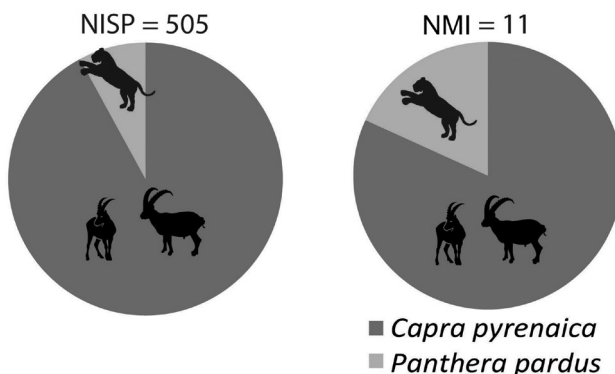 NISP = 505
NMI = 11
Capra pyrenaica
Panthera pardus